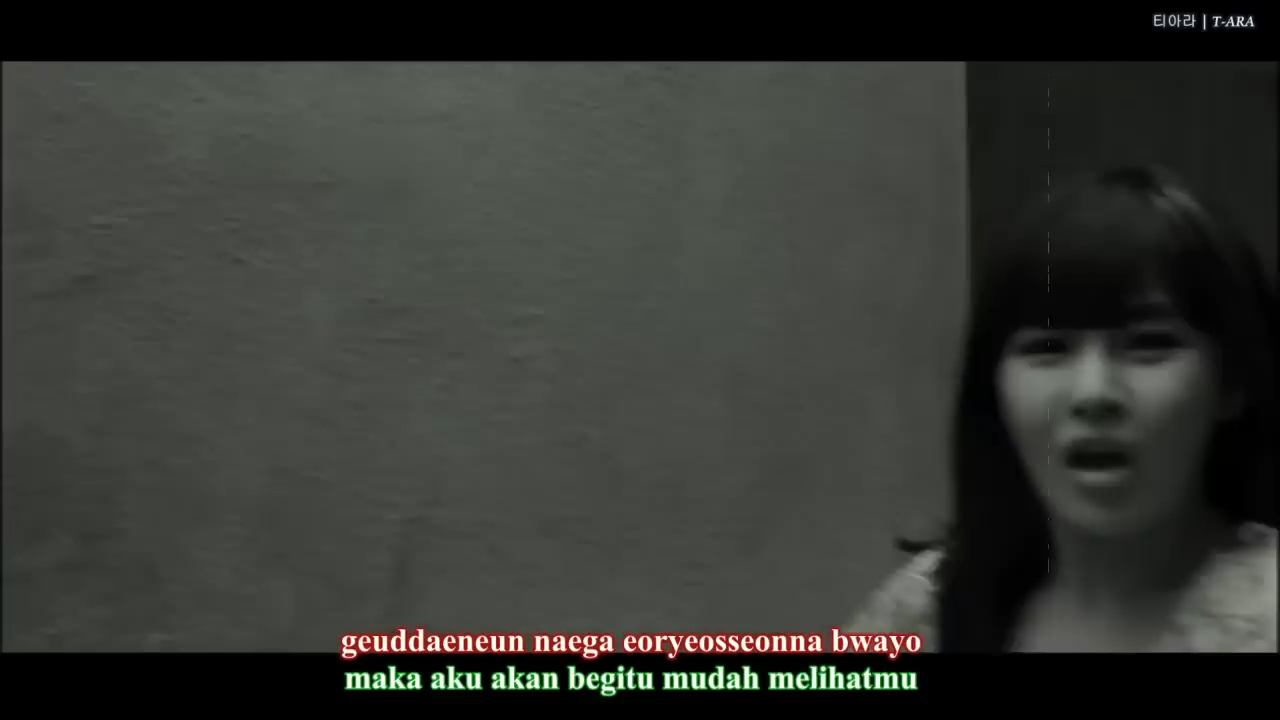 티아라 | T-ARA
geuddaeneun naega eoryeosseonna bwayo
maka aku akan begitu mudah melihatmu